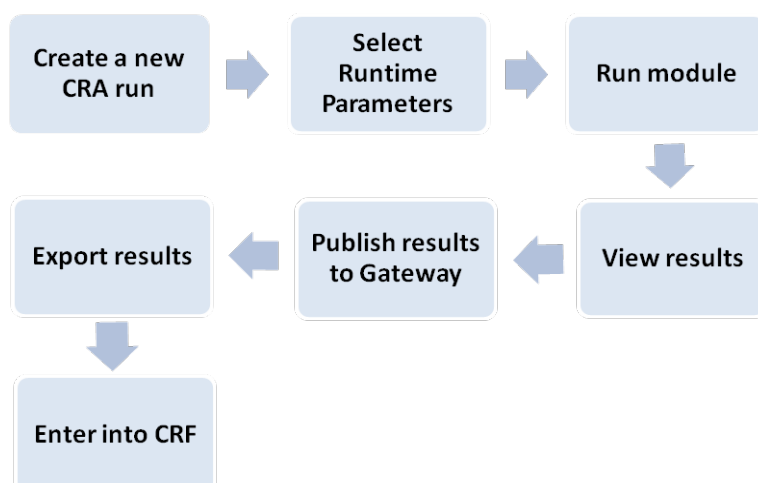 Create a new
CRA run
Select
Runtime
Parameters
Run module
View results
Publish results
to Gateway
Export results
Enter into CRF